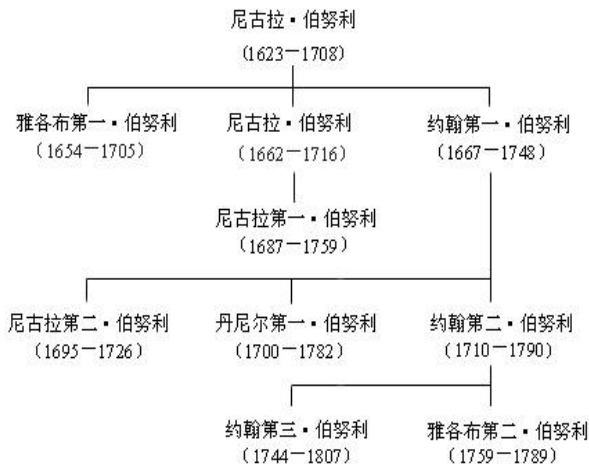 尼古拉·伯努利
(1623－1708)
雅各布第一·伯努利 尼古拉·伯努利 约翰第一·伯努利
(1654－1705) (1662－1716) (1667－1748)
尼古拉第一·伯努利
(1687－1759)
尼古拉第二·伯努利 丹尼尔第一·伯努利 约翰第二·伯努利
(1695－1726) (1700－1782) (1710－1790)
约翰第三·伯努利 雅各布第二·伯努利
(1744－1807) (1759－1789)